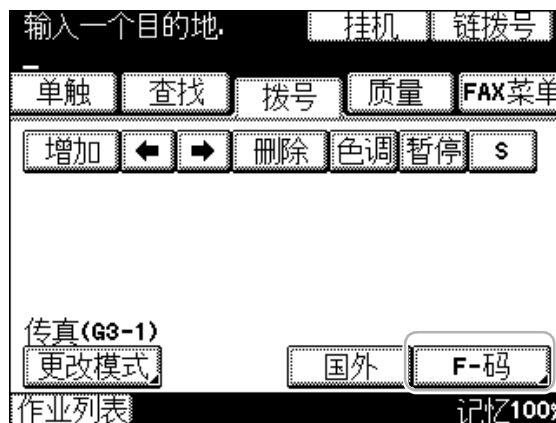 输入一个目的地. 挂机 链拨号
单触 查找 拨号 质量 FAX菜单
增加 ← → 删除 色调 暂停 S
传真(G3-1)
更改模式 国外 F-码
作业列表 记忆100%